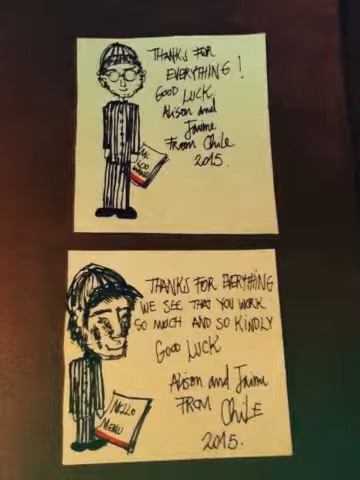 THANKS FOR
EVERYTHING!
GOOD LUCK
Alison and
Jaime
FROM Chile
2015.
THANKS FOR EVERYTHING
WE SEE THAT YOU WORK
SO MUCH AND SO KINDLY
GOOD LUCK
Alison and Jaime
FROM CHILE
2015.
MENU